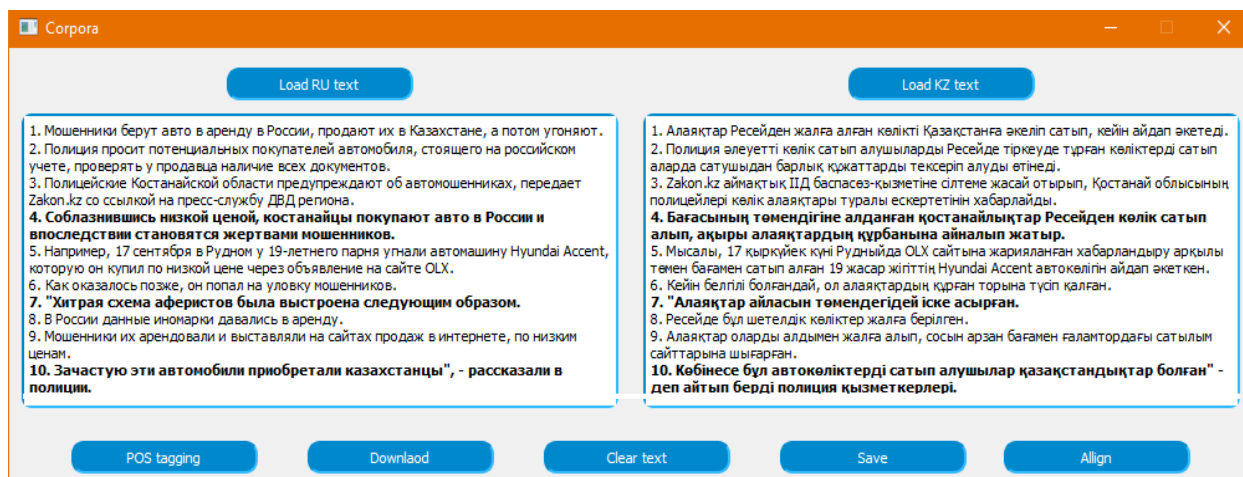 Corpora
Load RU text
Load KZ text
1. Мошенники берут авто в аренду в России, продают их в Казахстане, а потом угоняют.
2. Полиция просит потенциальных покупателей автомобиля, стоящего на российском
учете, проверять у продавца наличие всех документов.
3. Полицейские Костанайской области предупреждают об автомошенниках, передает
Zakon.kz со ссылкой на пресс-службу ДВД региона.
4. Соблазнившись низкой ценой, костанайцы покупают авто в России и
впоследствии становятся жертвами мошенников.
5. Например, 17 сентября в Рудном у 19-летнего парня угнали автомашину Hyundai Accent,
которую он купил по низкой цене через объявление на сайте OLX.
6. Как оказалось позже, он попал на уловку мошенников.
7. "Хитрая схема аферистов была выстроена следующим образом.
8. В России данные иномарки давались в аренду.
9. Мошенники их арендовали и выставляли на сайтах продаж в интернете, по низким
ценам.
10. Зачастую эти автомобили приобретали казахстанцы", - рассказали в
полиции.
1. Алаяқтар Ресейден жалға алған көлікті Қазақстанға әкеліп сатып, кейін айдап әкетеді.
2. Полиция әлеуетті көлік сатып алушыларды Ресейде тіркеуде тұрған көліктерді сатып
аларда сатушыдан барлық құжаттарды тексеріп алуды өтінеді.
3. Zakon.kz аймақтық ІІД баспасөз-қызметіне сілтеме жасай отырып, Қостанай облысының
полицейлері көлік алаяқтары туралы ескертетінін хабарлайды.
4. Бағасының төмендігіне алданған қостанайлықтар Ресейден көлік сатып
алып, ақыры алаяқтардың құрбанына айналып жатыр.
5. Мысалы, 17 қыркүйек күні Рудныйда OLX сайтына жарияланған хабарландыру арқылы
төмен бағамен сатып алған 19 жасар жігіттің Hyundai Accent автокөлігін айдап әкеткен.
6. Кейін белгілі болғандай, ол алаяқтардың құрған торына түсіп қалған.
7. "Алаяқтар айласын төмендегідей іске асырған.
8. Ресейде бұл шетелдік көліктер жалға берілген.
9. Алаяқтар оларды алдымен жалға алып, сосын арзан бағамен ғаламтордағы сатылым
сайттарына шығарған.
10. Көбінесе бұл автокөліктерді сатып алушылар қазақстандықтар болған" -
деп айтып берді полиция қызметкерлері.
POS tagging
Downlaod
Clear text
Save
Allign